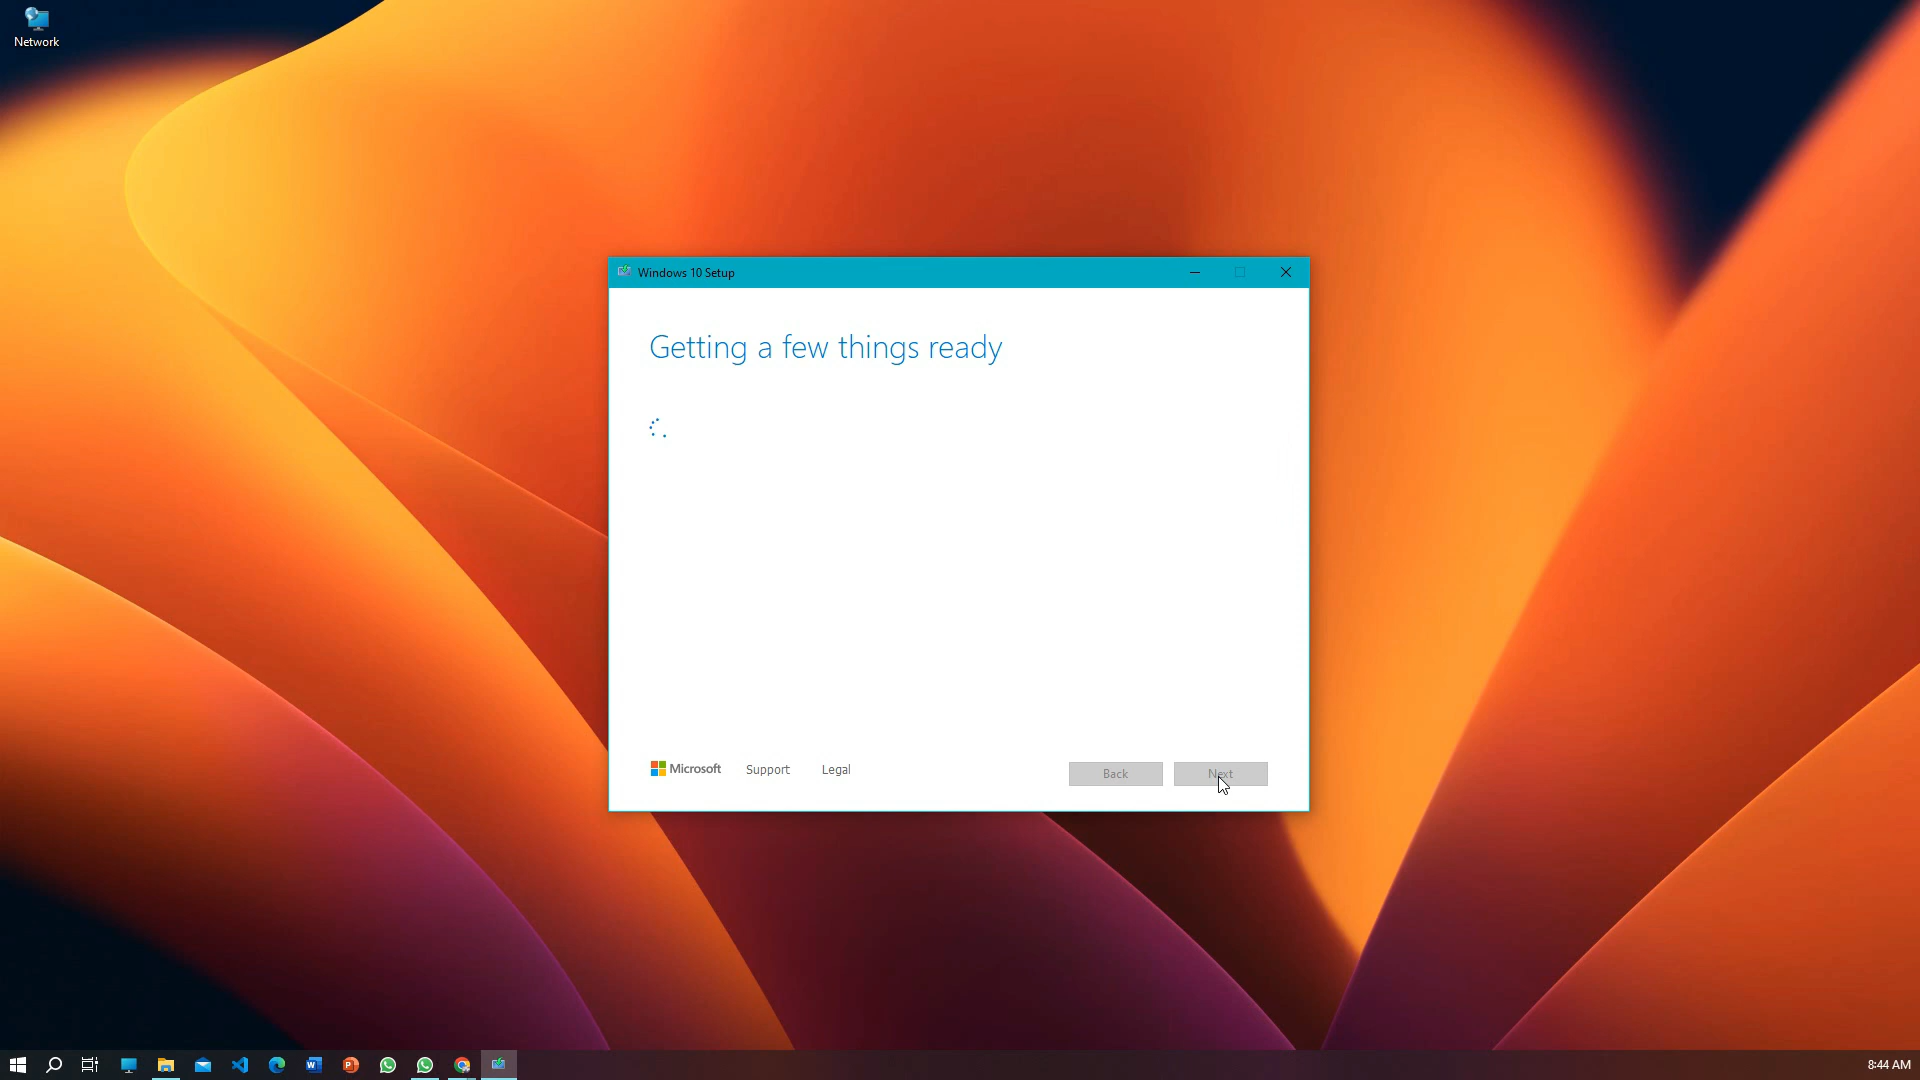 Network
Windows 10 Setup
Getting a few things ready
Microsoft
Support
Legal
Back
Next
8:44 AM